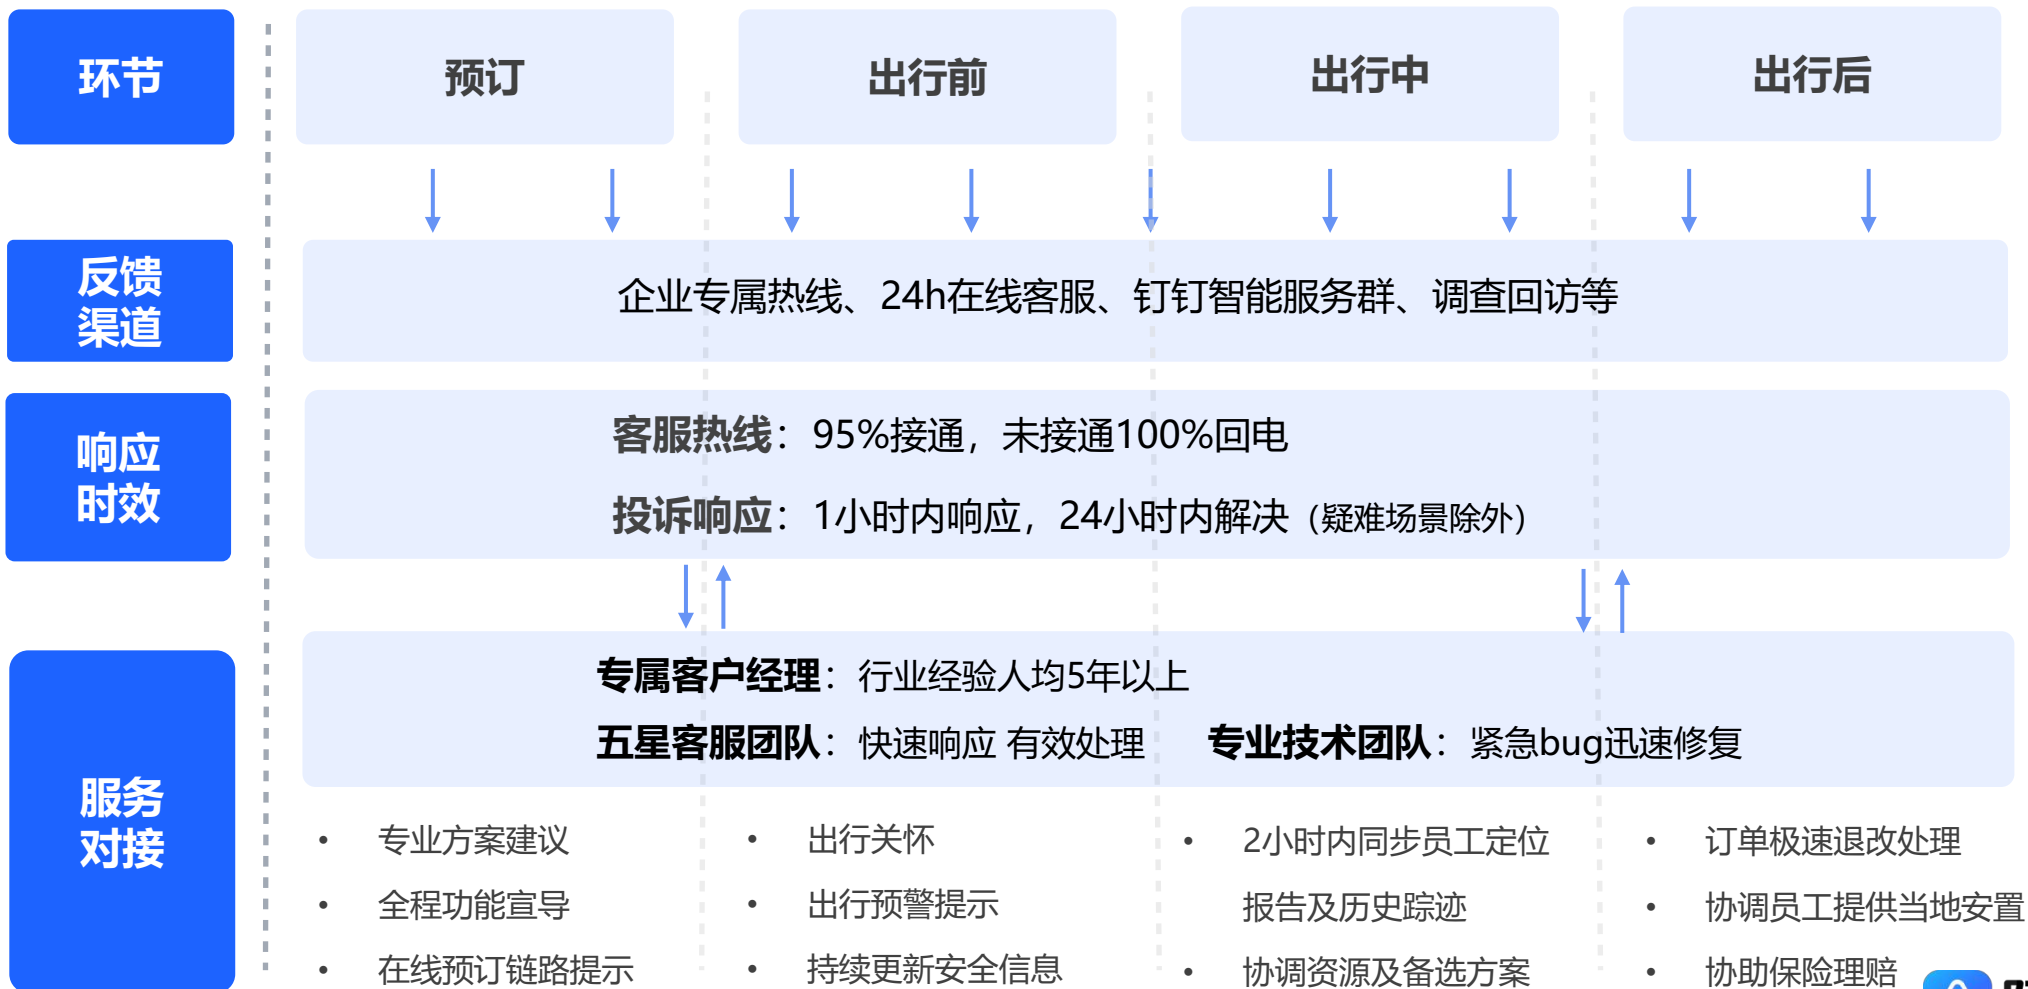 环节
预订
出行前
出行中
出行后
反馈
渠道
企业专属热线、24h在线客服、钉钉智能服务群、调查回访等
响应
时效
客服热线：95%接通，未接通100%回电
投诉响应：1小时内响应，24小时内解决（疑难场景除外）
服务
对接
专属客户经理：行业经验人均5年以上
五星客服团队：快速响应 有效处理
专业技术团队：紧急bug迅速修复
• 专业方案建议
• 全程功能宣导
• 在线预订链路提示
• 出行关怀
• 出行预警提示
• 持续更新安全信息
• 2小时内同步员工定位
报告及历史踪迹
• 协调资源及备选方案
• 订单极速退改处理
• 协调员工提供当地安置
• 协助保险理赔